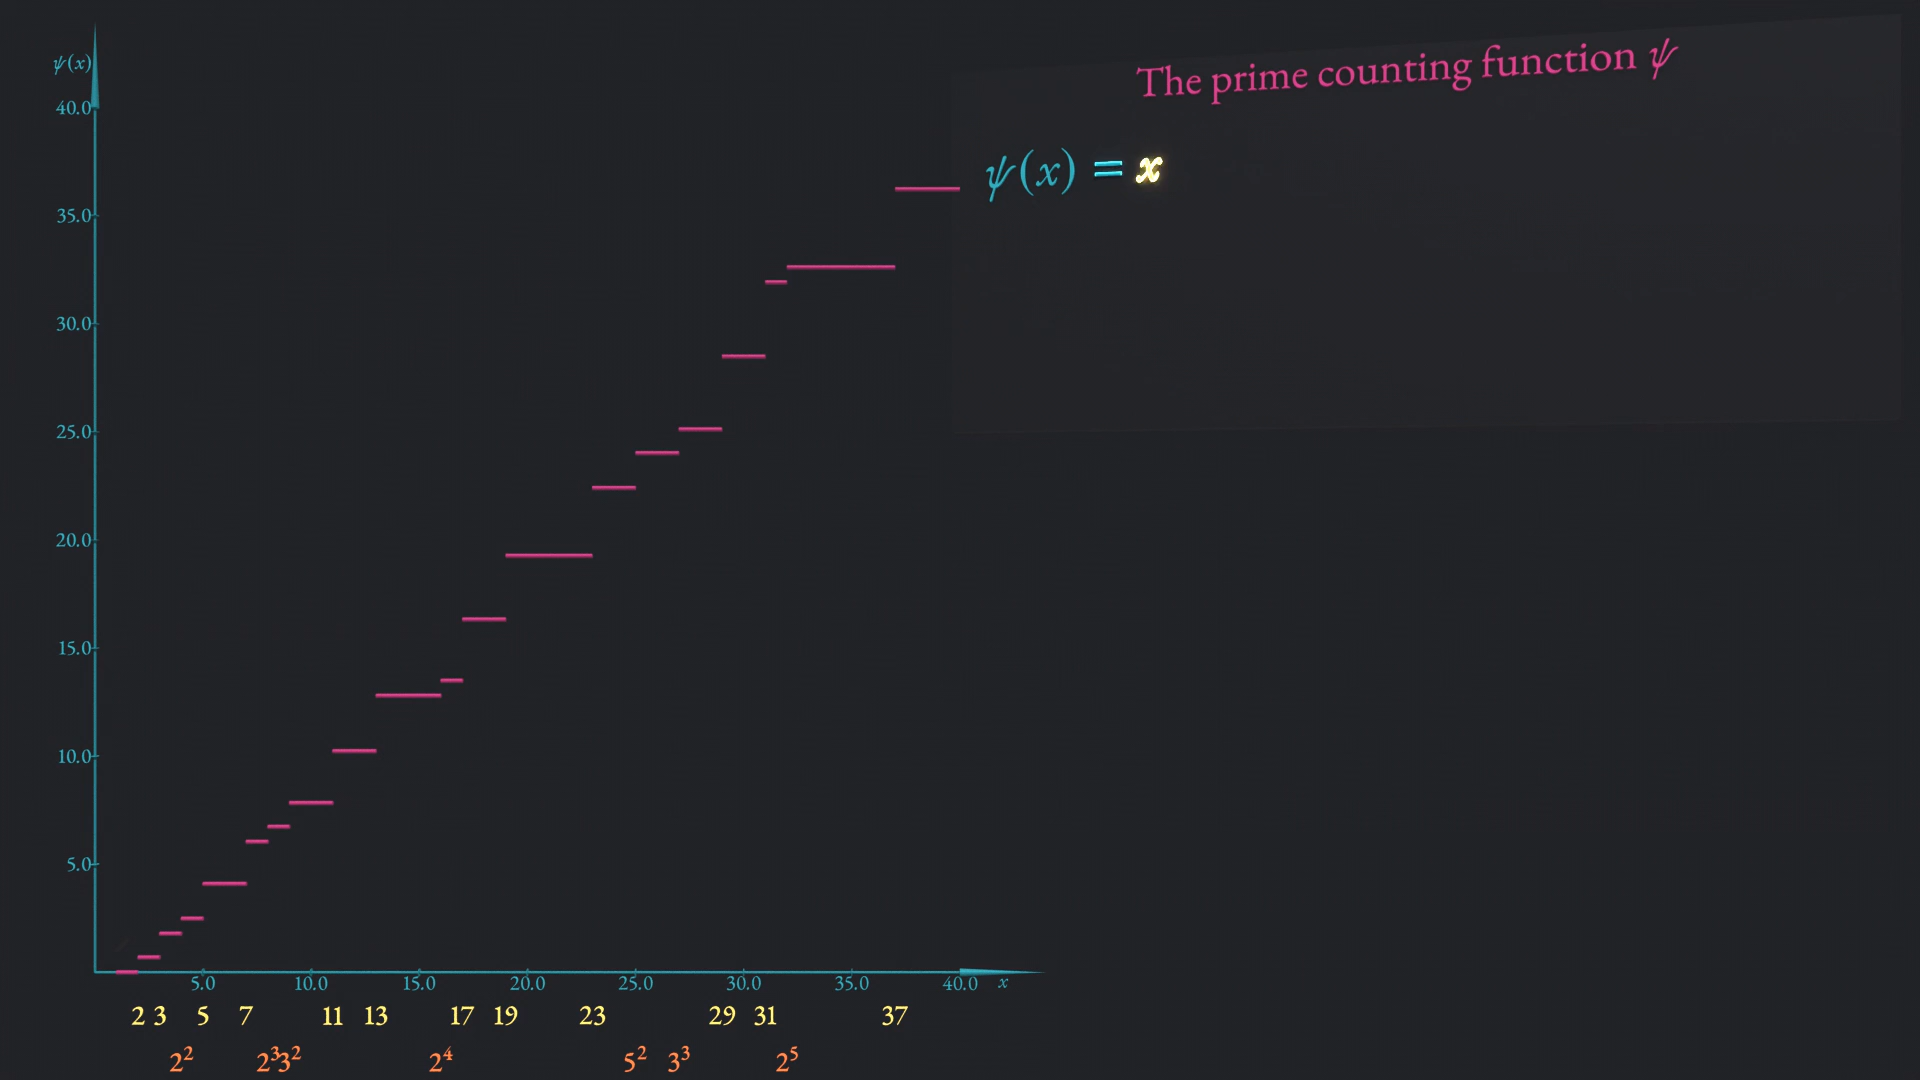 The prime counting function ψ
ψ(x) = x
ψ(x)
40.0
35.0
30.0
25.0
20.0
15.0
10.0
5.0
5.0 10.0 15.0 20.0 25.0 30.0 35.0 40.0 x
2 3 5 7 11 13 17 19 23 29 31 37
2² 2³ 3² 2⁴ 5² 3³ 2⁵